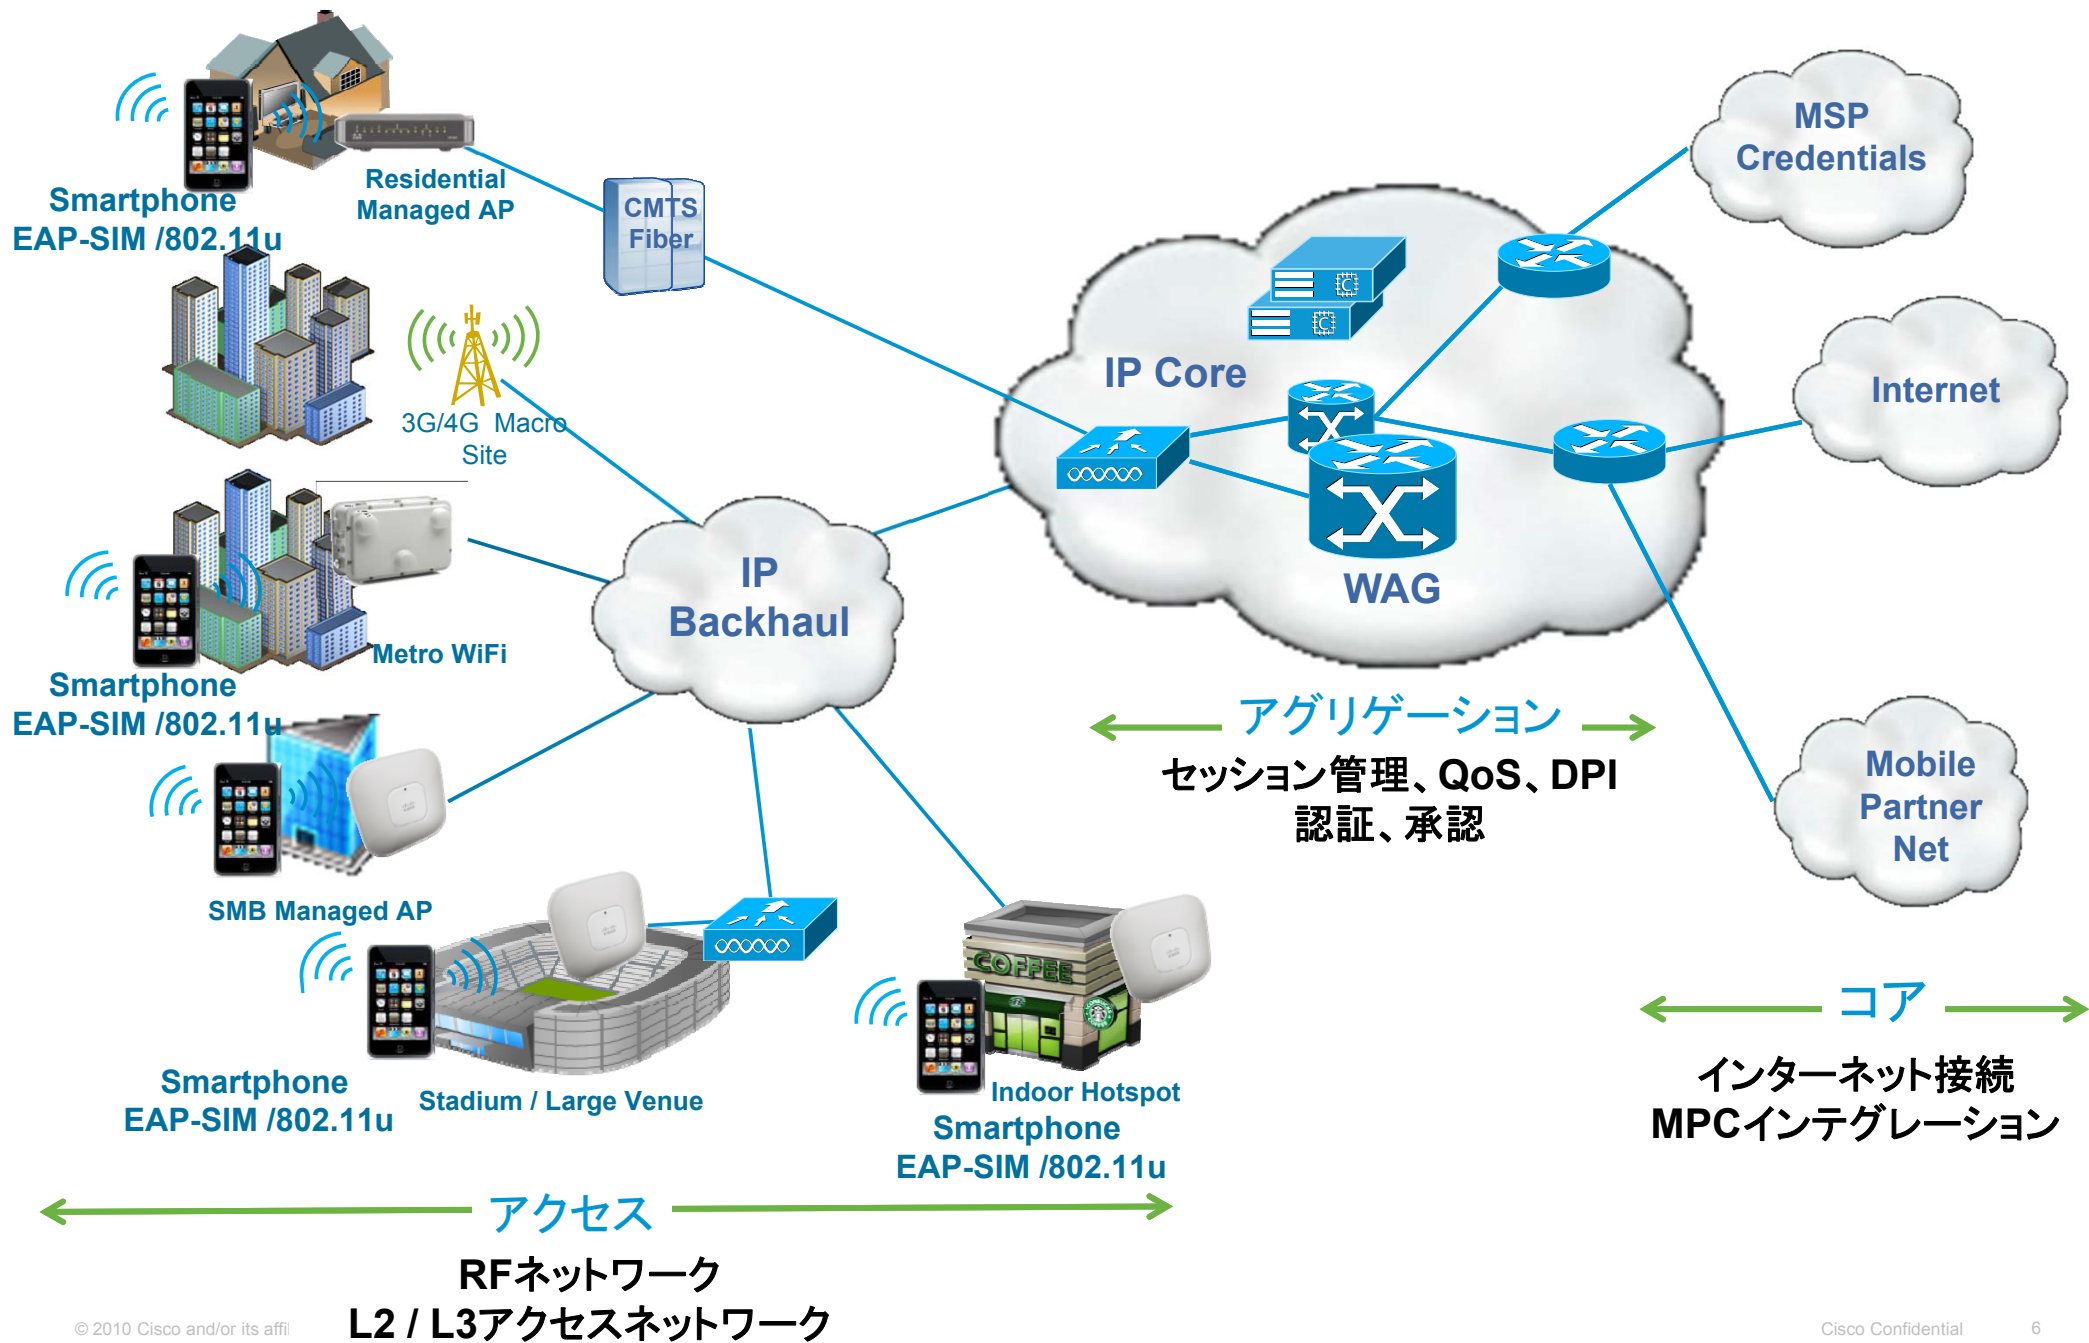 MSP
Credentials
Residential
Managed AP
Smartphone
EAP-SIM /802.11u
CMTS
Fiber
IP Core
Internet
3G/4G Macro
Site
IP
Backhaul
WAG
Metro WiFi
Smartphone
EAP-SIM /802.11u
アグリゲーション
セッション管理、QoS、DPI
認証、承認
Mobile
Partner
Net
SMB Managed AP
COFFEE
コア
インターネット接続
MPCインテグレーション
Smartphone
EAP-SIM /802.11u
Stadium / Large Venue
Indoor Hotspot
Smartphone
EAP-SIM /802.11u
アクセス
RFネットワーク
L2 / L3アクセスネットワーク
© 2010 Cisco and/or its affil
Cisco Confidential
6